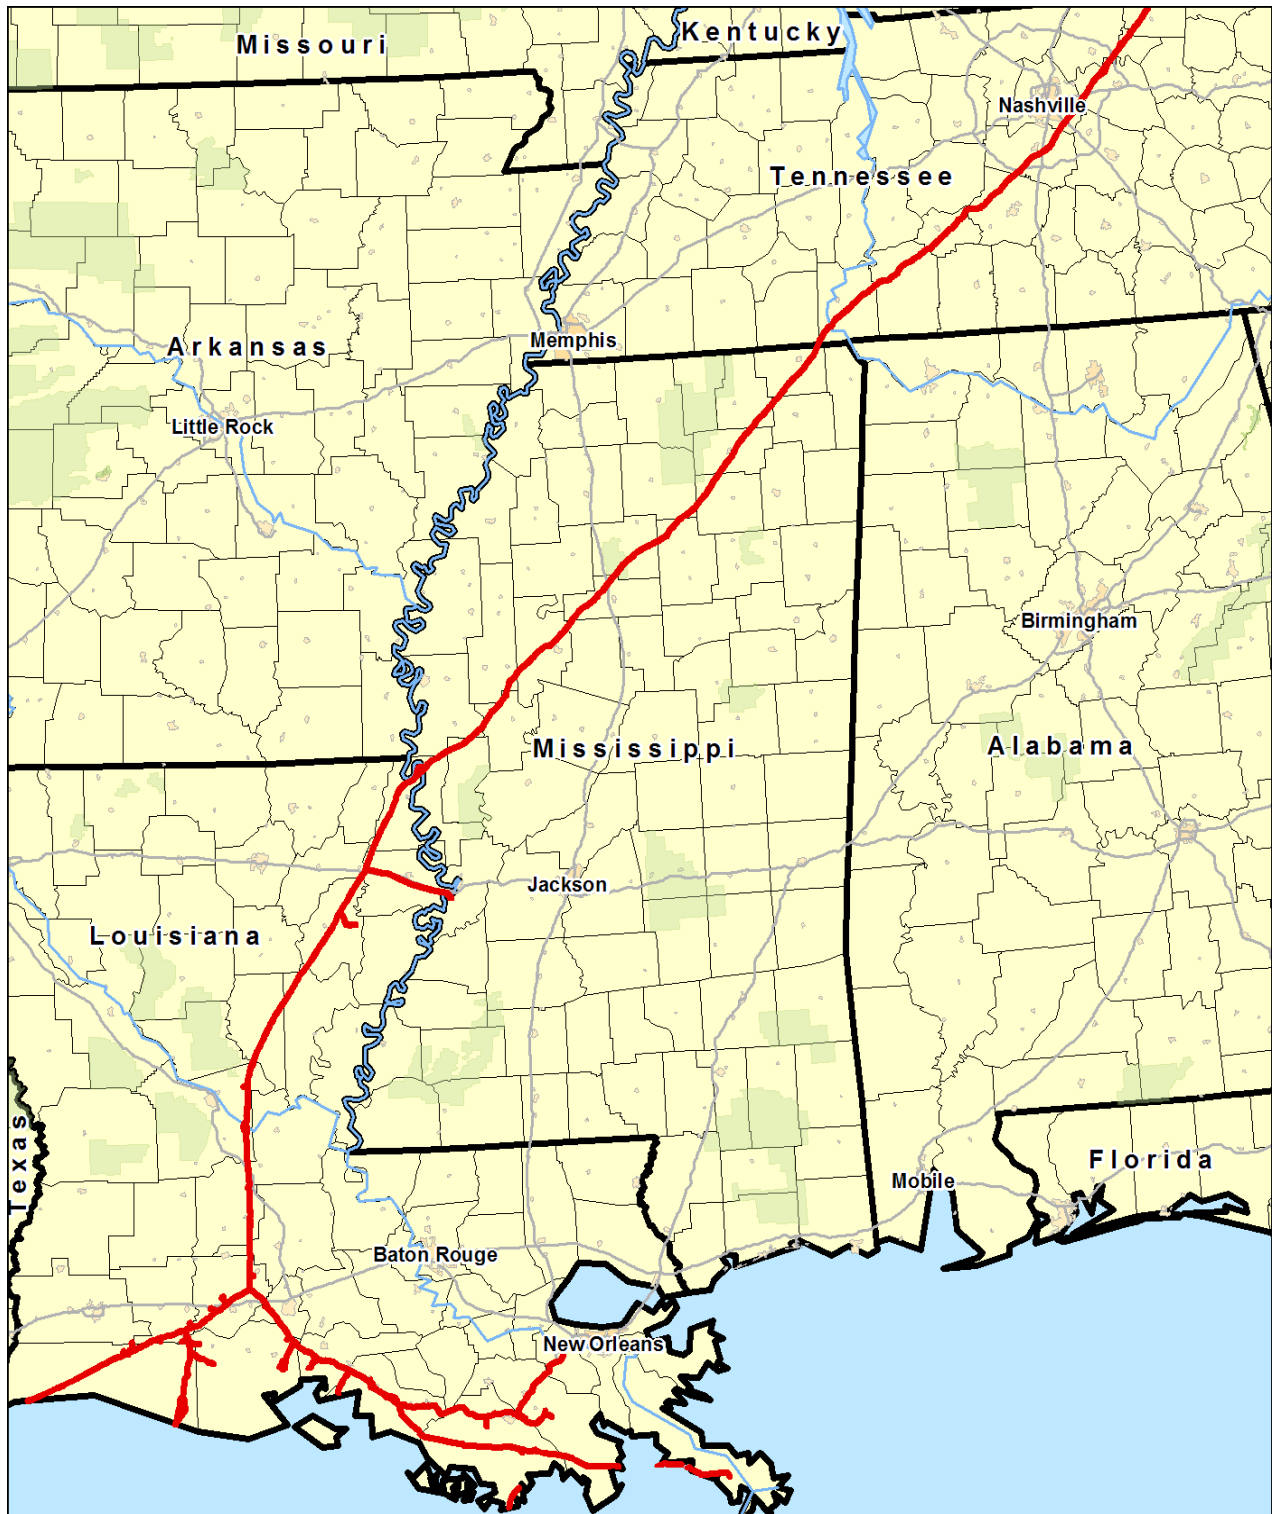 Kentucky
Missouri
Nashville
Tennessee
Memphis
Arkansas
Little Rock
Birmingham
Mississippi
Alabama
Jackson
Louisiana
Texas
Florida
Mobile
Baton Rouge
New Orleans